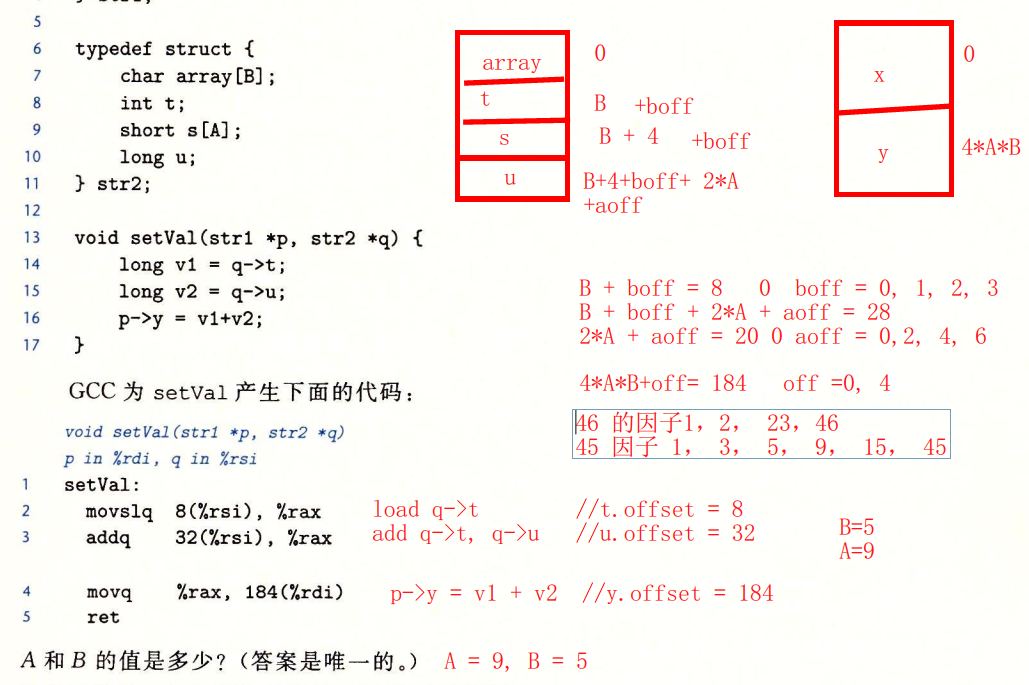 5
6 typedef struct {
7 char array[B];
8 int t;
9 short s[A];
10 long u;
11 } str2;
12
13 void setVal(str1 *p, str2 *q) {
14 long v1 = q->t;
15 long v2 = q->u;
16 p->y = v1+v2;
17 }
array 0
t B +boff
s B + 4 +boff
u B+4+boff+ 2*A
+aoff
x 0
y 4*A*B
B + boff = 8 0 boff = 0, 1, 2, 3
B + boff + 2*A + aoff = 28
2*A + aoff = 20 0 aoff = 0,2, 4, 6
4*A*B+off= 184 off =0, 4
46 的因子1, 2, 23, 46
45 因子 1, 3, 5, 9, 15, 45
GCC 为 setVal 产生下面的代码:
void setVal(str1 *p, str2 *q)
p in %rdi, q in %rsi
1 setVal:
2 movslq 8(%rsi), %rax load q->t //t.offset = 8
3 addq 32(%rsi), %rax add q->t, q->u //u.offset = 32
B=5
A=9
4 movq %rax, 184(%rdi) p->y = v1 + v2 //y.offset = 184
5 ret
A 和 B 的值是多少?(答案是唯一的。) A = 9, B = 5